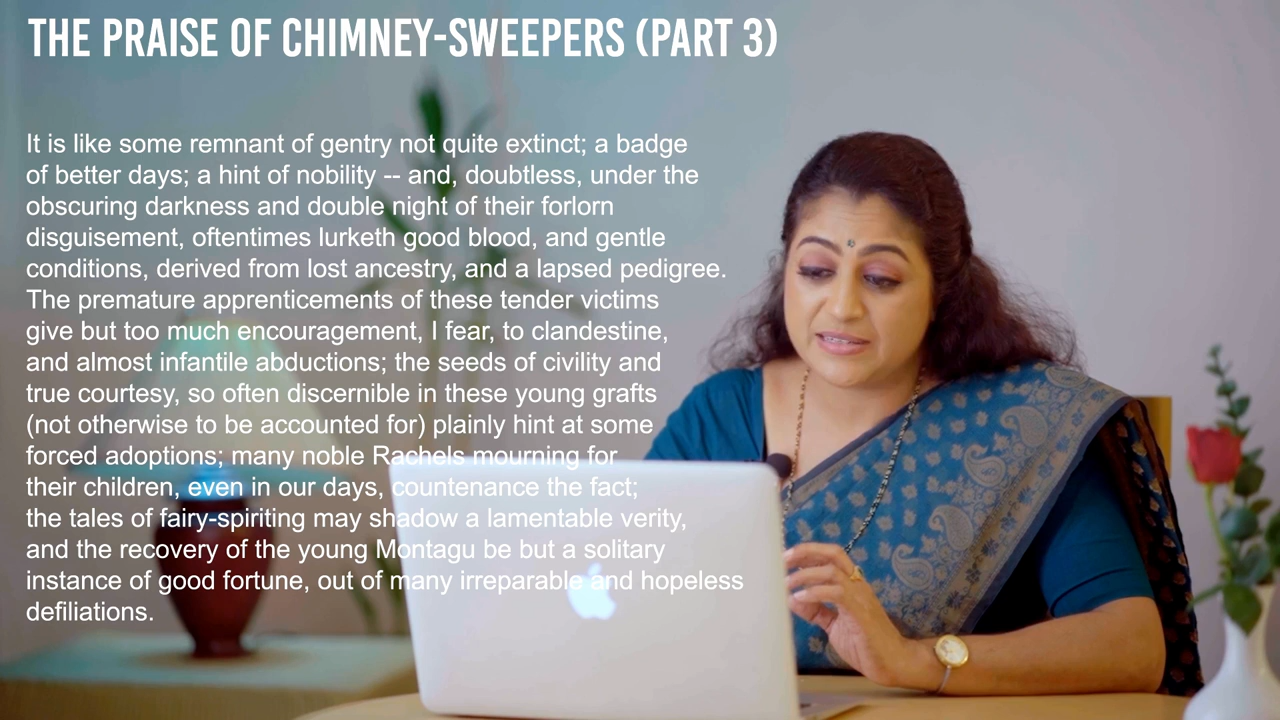 THE PRAISE OF CHIMNEY-SWEEPERS (PART 3)
It is like some remnant of gentry not quite extinct; a badge
of better days; a hint of nobility -- and, doubtless, under the
obscuring darkness and double night of their forlorn
disguisement, oftentimes lurketh good blood, and gentle
conditions, derived from lost ancestry, and a lapsed pedigree.
The premature apprenticements of these tender victims
give but too much encouragement, I fear, to clandestine,
and almost infantile abductions; the seeds of civility and
true courtesy, so often discernible in these young grafts
(not otherwise to be accounted for) plainly hint at some
forced adoptions; many noble Rachels mourning for
their children, even in our days, countenance the fact;
the tales of fairy-spiriting may shadow a lamentable verity,
and the recovery of the young Montagu be but a solitary
instance of good fortune, out of many irreparable and hopeless
defiliations.